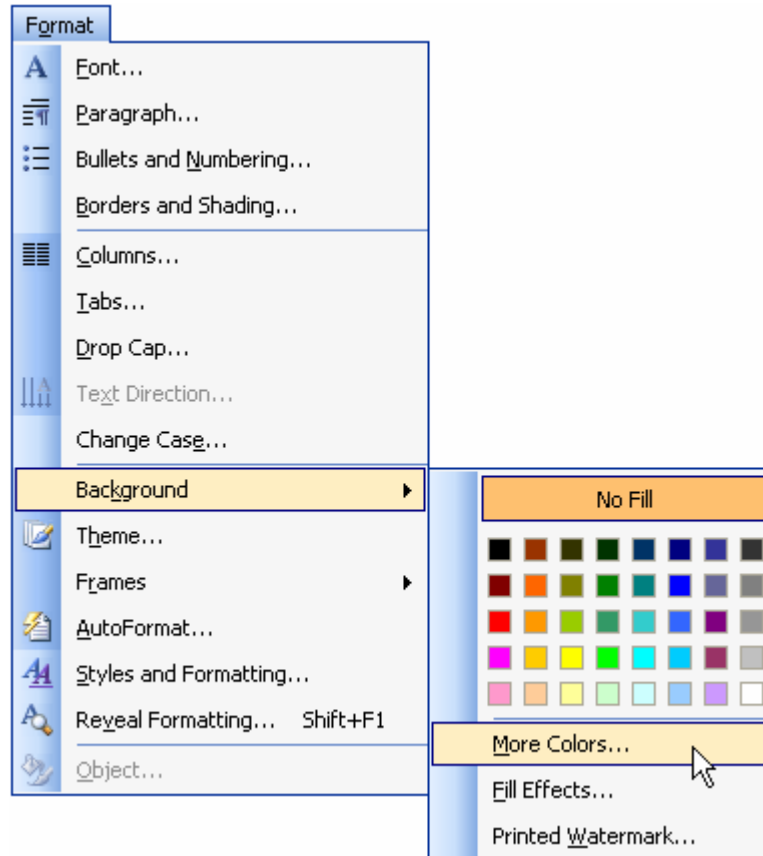 Format
Font...
Paragraph...
Bullets and Numbering...
Borders and Shading...
Columns...
Tabs...
Drop Cap...
Text Direction...
Change Case...
Background
Theme...
Frames
AutoFormat...
Styles and Formatting...
Reveal Formatting... Shift+F1
Object...
No Fill
More Colors...
Fill Effects...
Printed Watermark...